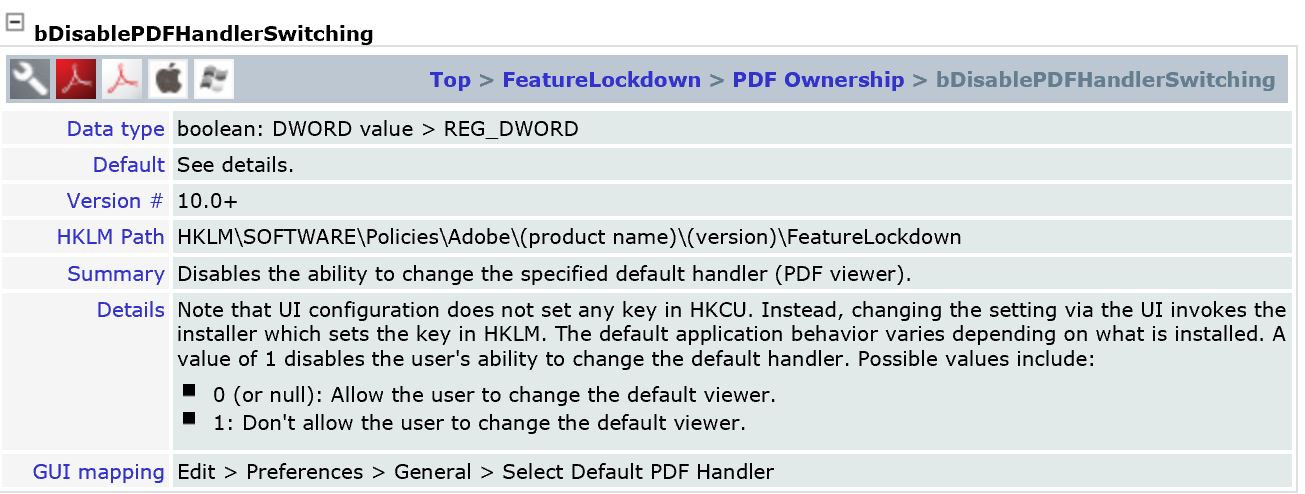 bDisablePDFHandlerSwitching
Top > FeatureLockdown > PDF Ownership > bDisablePDFHandlerSwitching
Data type boolean: DWORD value > REG_DWORD
Default See details.
Version # 10.0+
HKLM Path HKLM\SOFTWARE\Policies\Adobe\(product name)\(version)\FeatureLockdown
Summary Disables the ability to change the specified default handler (PDF viewer).
Details Note that UI configuration does not set any key in HKCU. Instead, changing the setting via the UI invokes the
installer which sets the key in HKLM. The default application behavior varies depending on what is installed. A
value of 1 disables the user's ability to change the default handler. Possible values include:
■ 0 (or null): Allow the user to change the default viewer.
■ 1: Don't allow the user to change the default viewer.
GUI mapping Edit > Preferences > General > Select Default PDF Handler